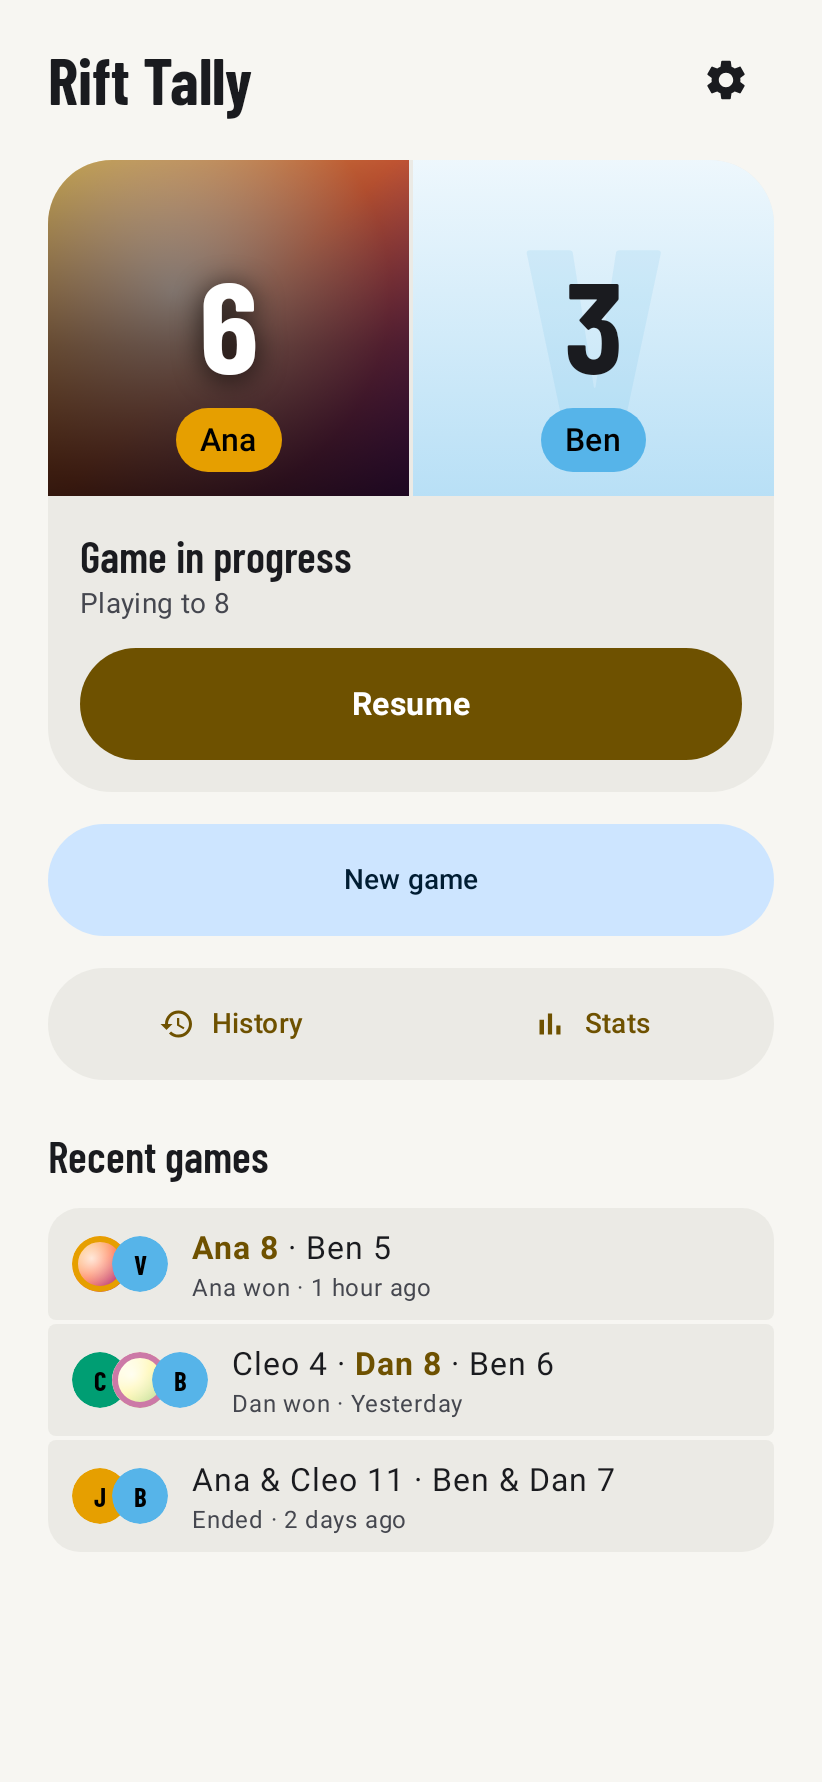 Rift Tally
6
V
3
Ana
Ben
Game in progress
Playing to 8
Resume
New game
History
Stats
Recent games
V
Ana 8 · Ben 5
Ana won · 1 hour ago
C
B
Cleo 4 · Dan 8 · Ben 6
Dan won · Yesterday
J
B
Ana & Cleo 11 · Ben & Dan 7
Ended · 2 days ago